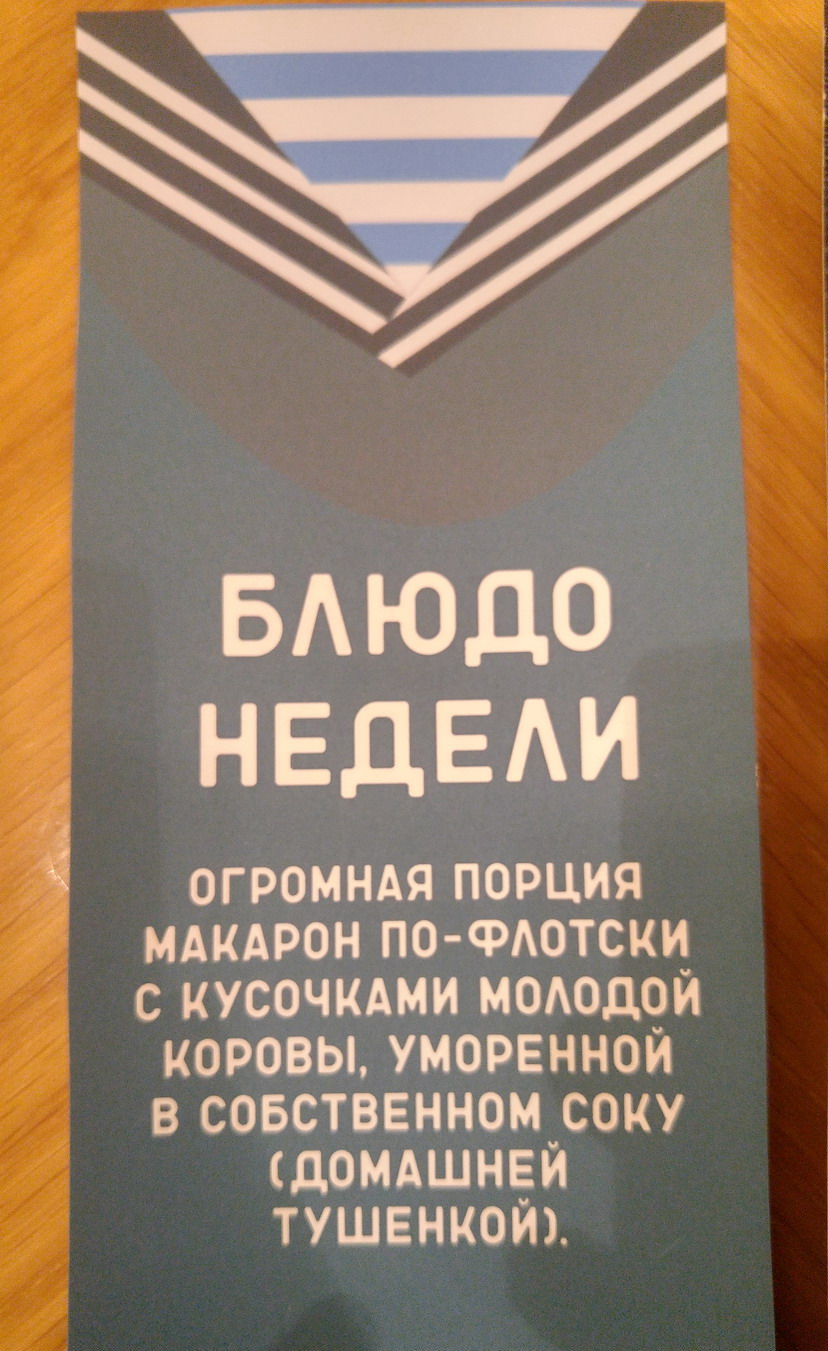 БЛЮДО
НЕДЕЛИ
ОГРОМНАЯ ПОРЦИЯ
МАКАРОН ПО-ФЛОТСКИ
С КУСОЧКАМИ МОЛОДОЙ
КОРОВЫ, УМОРЕННОЙ
В СОБСТВЕННОМ СОКУ
(ДОМАШНЕЙ
ТУШЕНКОЙ).